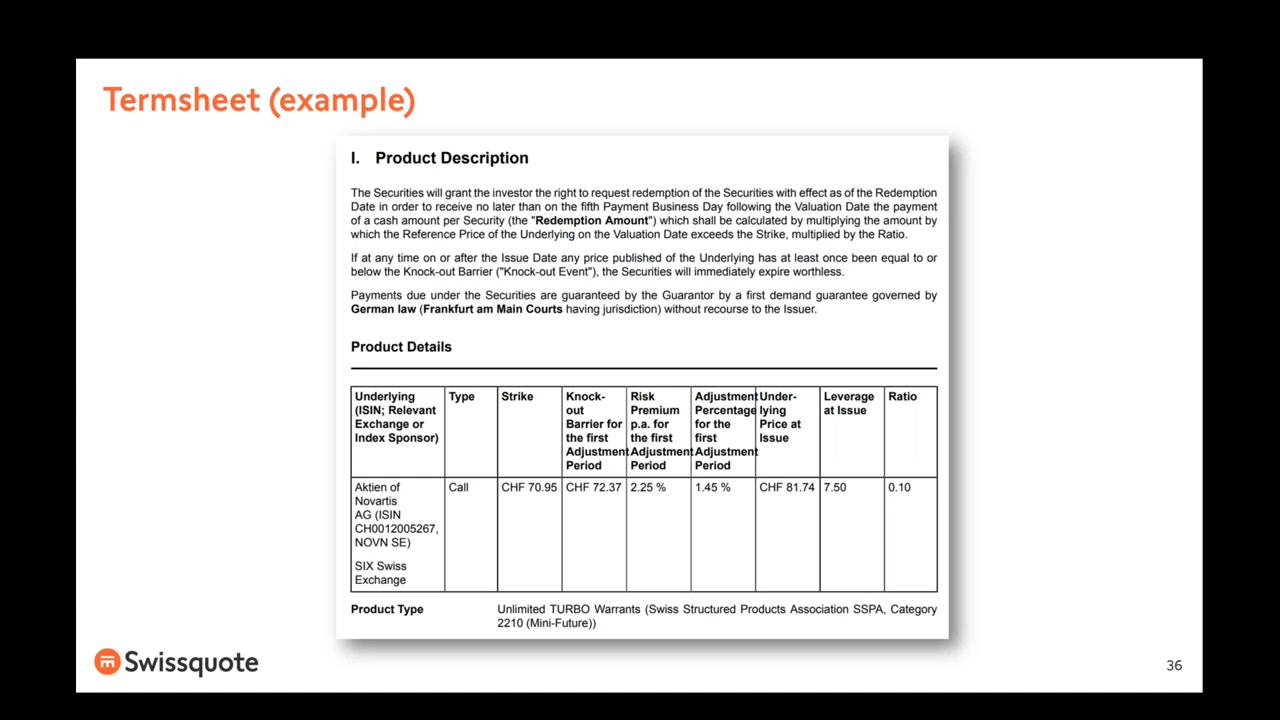 Termsheet (example)
I. Product Description
The Securities will grant the investor the right to request redemption of the Securities with effect as of the Redemption
Date in order to receive no later than on the fifth Payment Business Day following the Valuation Date the payment
of a cash amount per Security (the "Redemption Amount") which shall be calculated by multiplying the amount by
which the Reference Price of the Underlying on the Valuation Date exceeds the Strike, multiplied by the Ratio.
If at any time on or after the Issue Date any price published of the Underlying has at least once been equal to or
below the Knock-out Barrier ("Knock-out Event"), the Securities will immediately expire worthless.
Payments due under the Securities are guaranteed by the Guarantor by a first demand guarantee governed by
German law (Frankfurt am Main Courts having jurisdiction) without recourse to the Issuer.
Product Details
Underlying
(ISIN; Relevant
Exchange or
Index Sponsor)
Type
Strike
Knock-
out
Barrier for
the first
Adjustment
Period
Risk
Premium
p.a. for
the first
Adjustment
Period
Adjustment
Percentage
for the
first
Adjustment
Period
Under-
lying
Price at
Issue
Leverage
at Issue
Ratio
Aktien of
Novartis
AG (ISIN
CH0012005267,
NOVN SE)
SIX Swiss
Exchange
Call
CHF 70.95
CHF 72.37
2.25 %
1.45 %
CHF 81.74
7.50
0.10
Product Type
Unlimited TURBO Warrants (Swiss Structured Products Association SSPA, Category
2210 (Mini-Future))
Swissquote
36